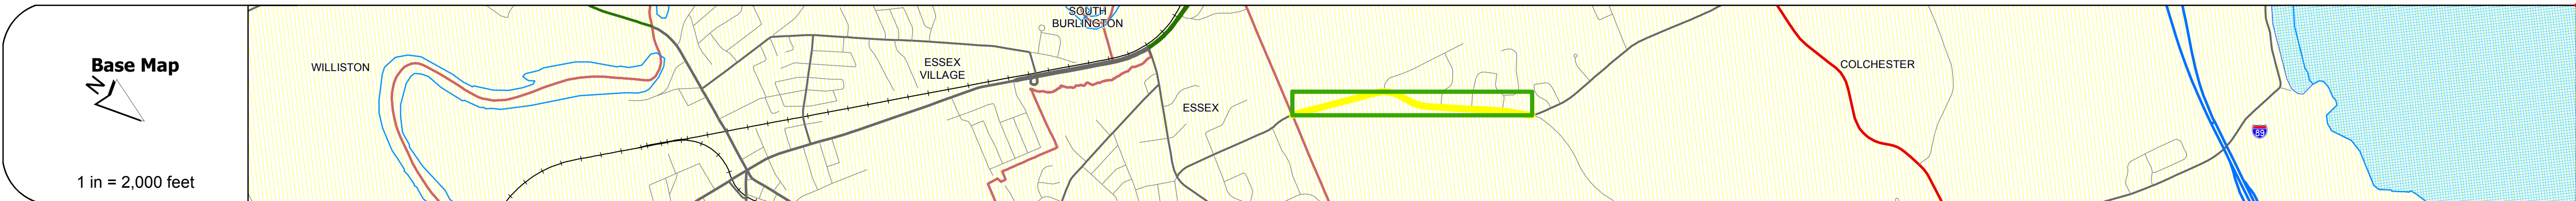 Base Map
N
1 in = 2,000 feet
WILLISTON
ESSEX
VILLAGE
SOUTH
BURLINGTON
ESSEX
COLCHESTER
89